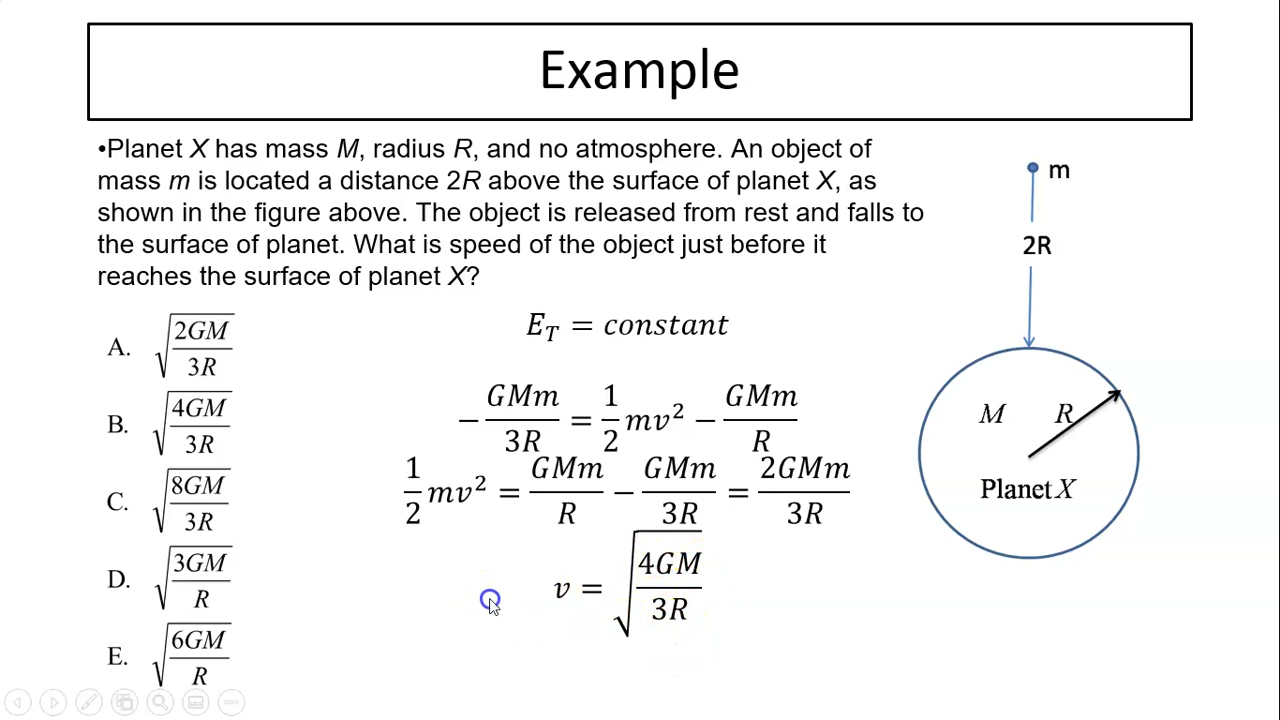 Example
•Planet X has mass M, radius R, and no atmosphere. An object of
mass m is located a distance 2R above the surface of planet X, as
shown in the figure above. The object is released from rest and falls to
the surface of planet. What is speed of the object just before it
reaches the surface of planet X?
A. √(2GM/3R)
B. √(4GM/3R)
C. √(8GM/3R)
D. √(3GM/R)
E. √(6GM/R)
E_T = constant
−GMm/3R = 1/2 mv² − GMm/R
1/2 mv² = GMm/R − GMm/3R = 2GMm/3R
v = √(4GM/3R)
m
2R
M R
Planet X